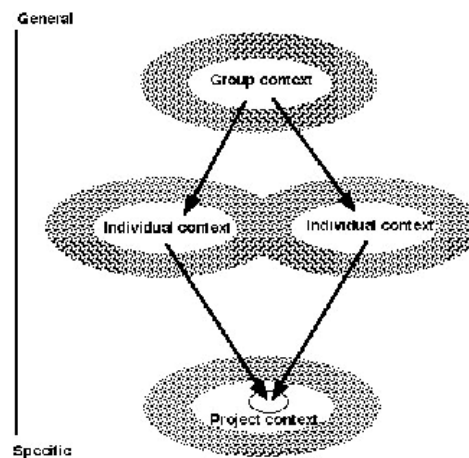 General
Group context
Individual context
Individual context
Project context
Specific